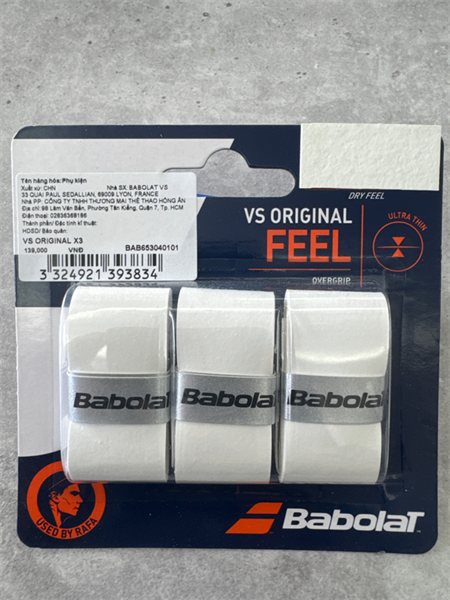 Tên hàng hóa: Phụ kiện
Xuất xứ: CHN Nhà SX: BABOLAT VS
33 QUAI PAUL SEDALLIAN, 69009 LYON, FRANCE
Nhà PP: CÔNG TY TNHH THƯƠNG MẠI THỂ THAO HỒNG ÂN
Địa chỉ: 98 Lâm Văn Bền, Phường Tân Kiểng, Quận 7, Tp. HCM
Điện thoại: 02836368186
Thành phần/ Đặc tính kĩ thuật:
HDSD/ Bảo quản:
VS ORIGINAL X3 BAB653040101
139,000 VNĐ
3 324921 393834
DRY FEEL
VS ORIGINAL
FEEL
OVERGRIP
ULTRA THIN
Babolat
Babolat
Babolat
USED BY RAFA
Babolat